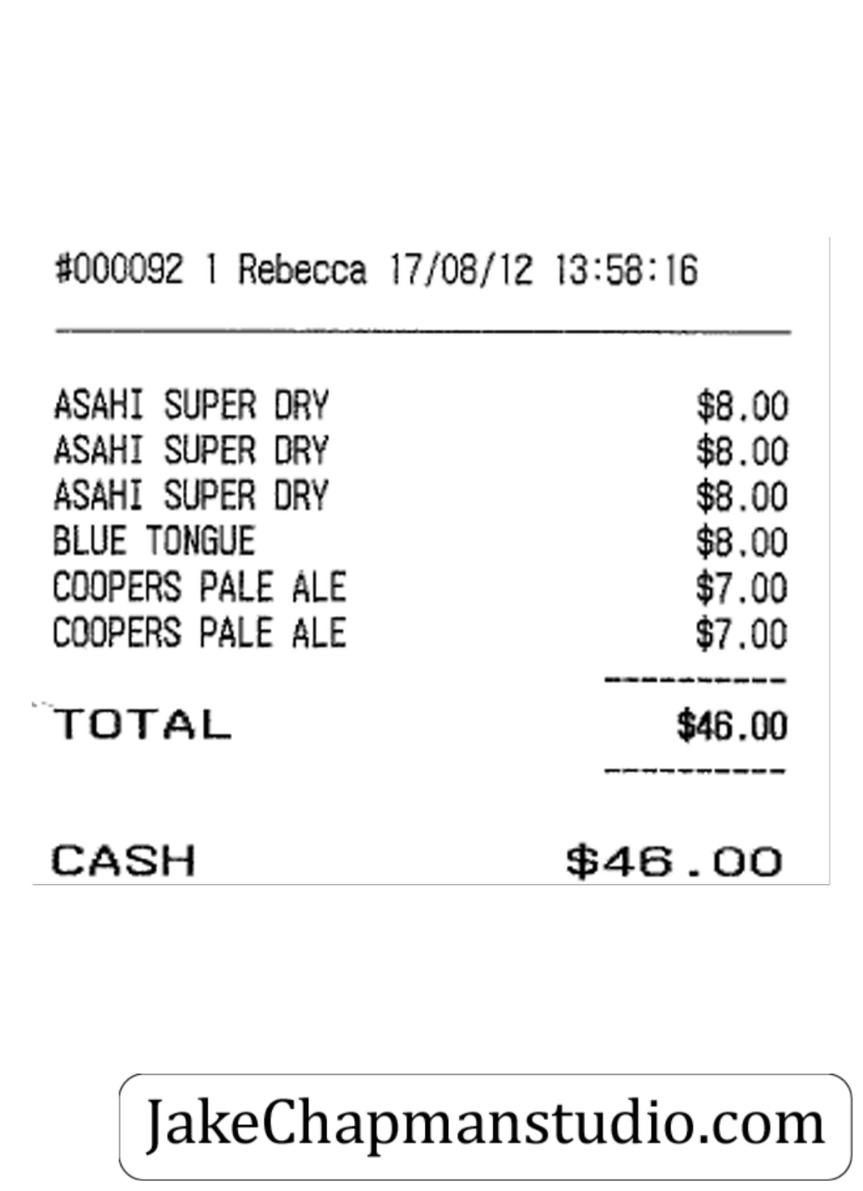 #000092 1 Rebecca 17/08/12 13:58:16
ASAHI SUPER DRY $8.00
ASAHI SUPER DRY $8.00
ASAHI SUPER DRY $8.00
BLUE TONGUE $8.00
COOPERS PALE ALE $7.00
COOPERS PALE ALE $7.00
TOTAL $46.00
CASH $46.00
JakeChapmanstudio.com